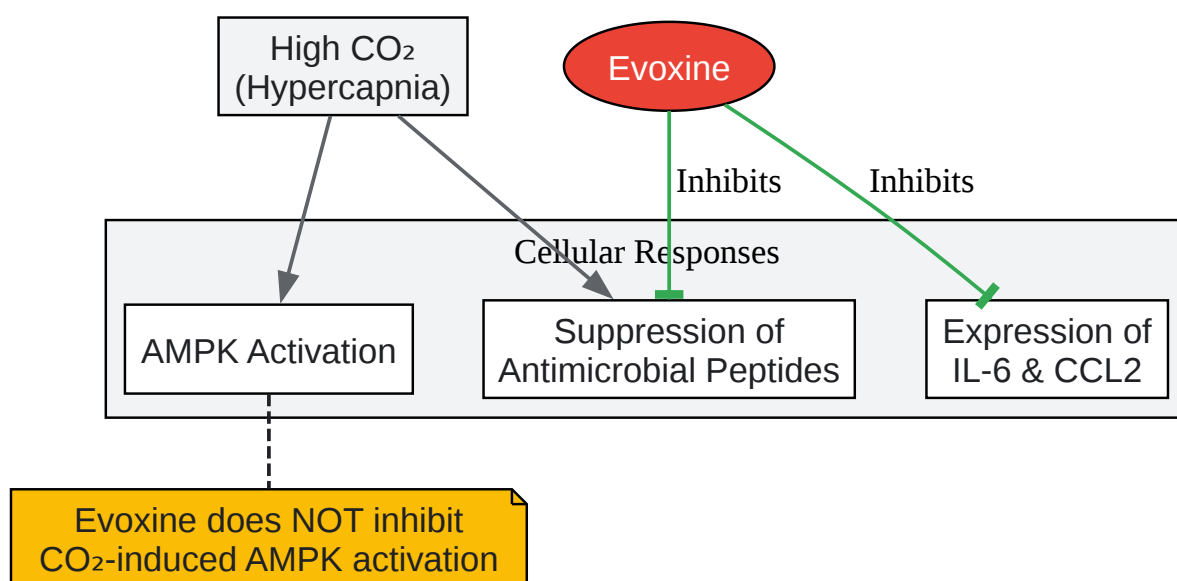 High CO₂
(Hypercapnia)
Evoxine
Inhibits
Inhibits
Cellular Responses
AMPK Activation
Suppression of
Antimicrobial Peptides
Expression of
IL-6 & CCL2
Evoxine does NOT inhibit
CO₂-induced AMPK activation